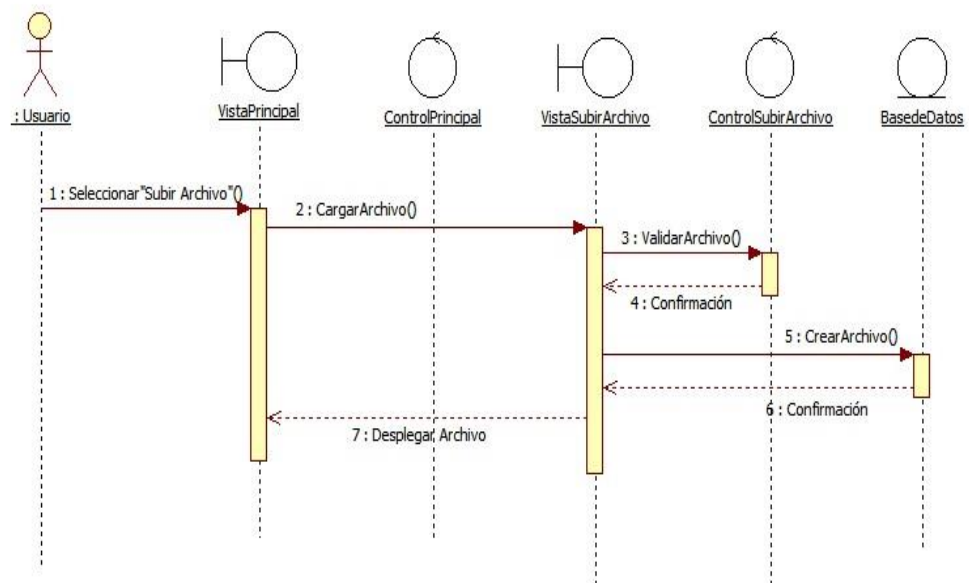 : Usuario
VistaPrincipal
ControlPrincipal
VistaSubirArchivo
ControlSubirArchivo
BasedeDatos
1 : Seleccionar"Subir Archivo"()
2 : CargarArchivo()
3 : ValidarArchivo()
4 : Confirmación
5 : CrearArchivo()
6 : Confirmación
7 : Desplegar Archivo